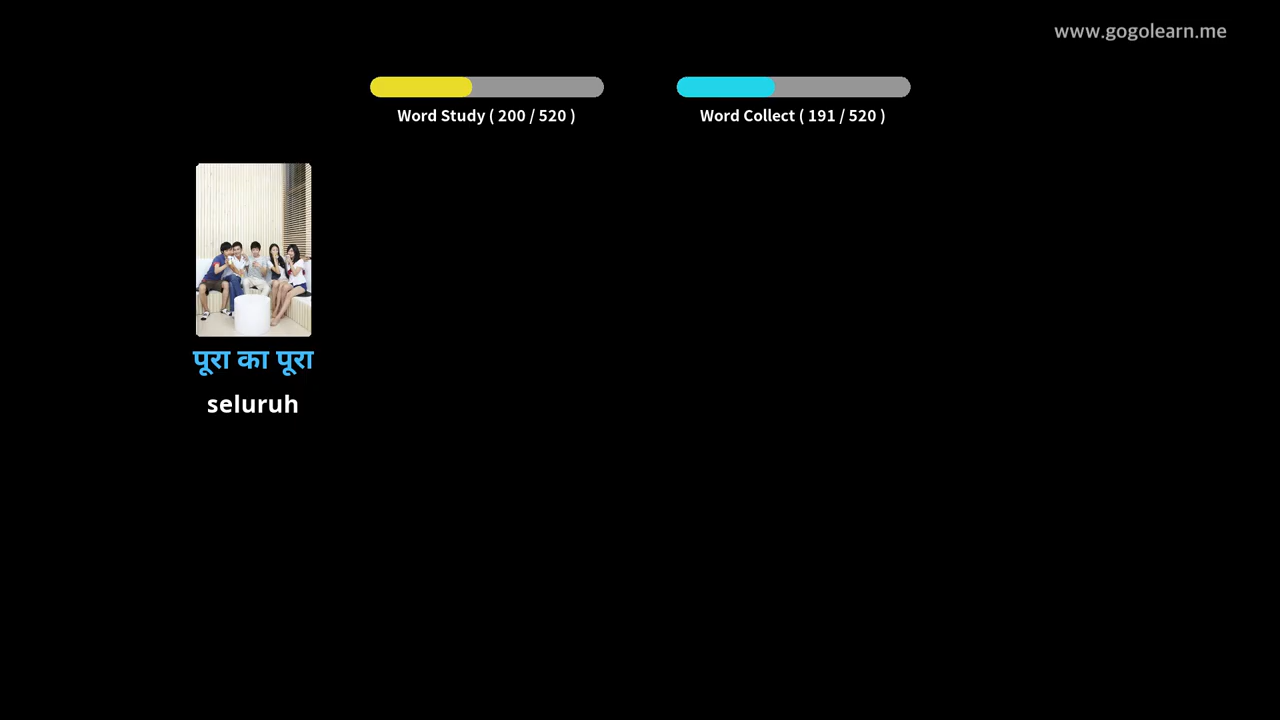 www.gogolearn.me
Word Study ( 200 / 520 )
Word Collect ( 191 / 520 )
पूरा का पूरा
seluruh